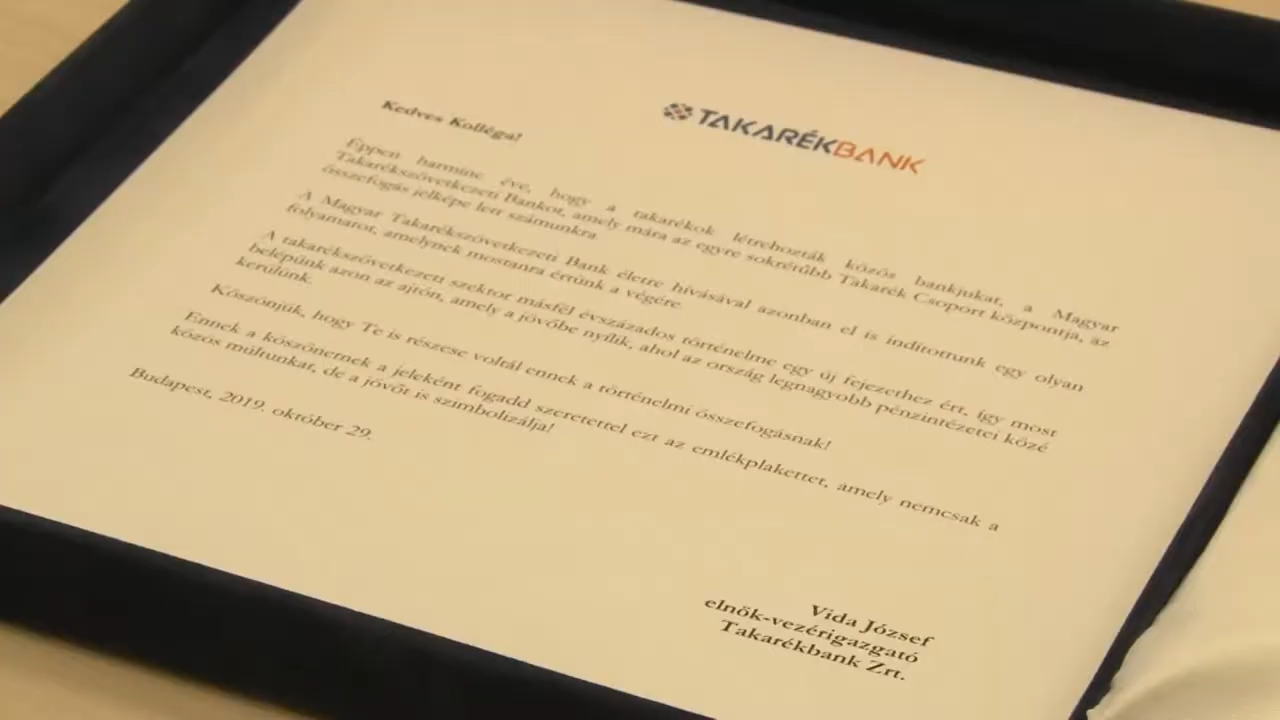 TAKARÉKBANK
Kedves Kolléga!
Éppen harminc éve, hogy a takarékok létrehozták közös bankjukat, a Magyar
Takarékszövetkezeti Bankot, amely mára az egyre sokrétűbb Takarék Csoport központja, az
összefogás jelképe lett számunkra.
A Magyar Takarékszövetkezeti Bank életre hívásával azonban el is indítottunk egy olyan
folyamatot, amelynek mostanra értünk a végére.
A takarékszövetkezeti szektor másfél évszázados történelme egy új fejezethez ért, így most
belépünk azon az ajtón, amely a jövőbe nyílik, ahol az ország legnagyobb pénzintézetei közé
kerülünk.
Köszönjük, hogy Te is részese voltál ennek a történelmi összefogásnak!
Ennek a köszönetnek a jeleként fogadd szeretettel ezt az emlékplakettet, amely nemcsak a
közös múltunkat, de a jövőt is szimbolizálja!
Budapest, 2019. október 29.
Vida József
elnök-vezérigazgató
Takarékbank Zrt.